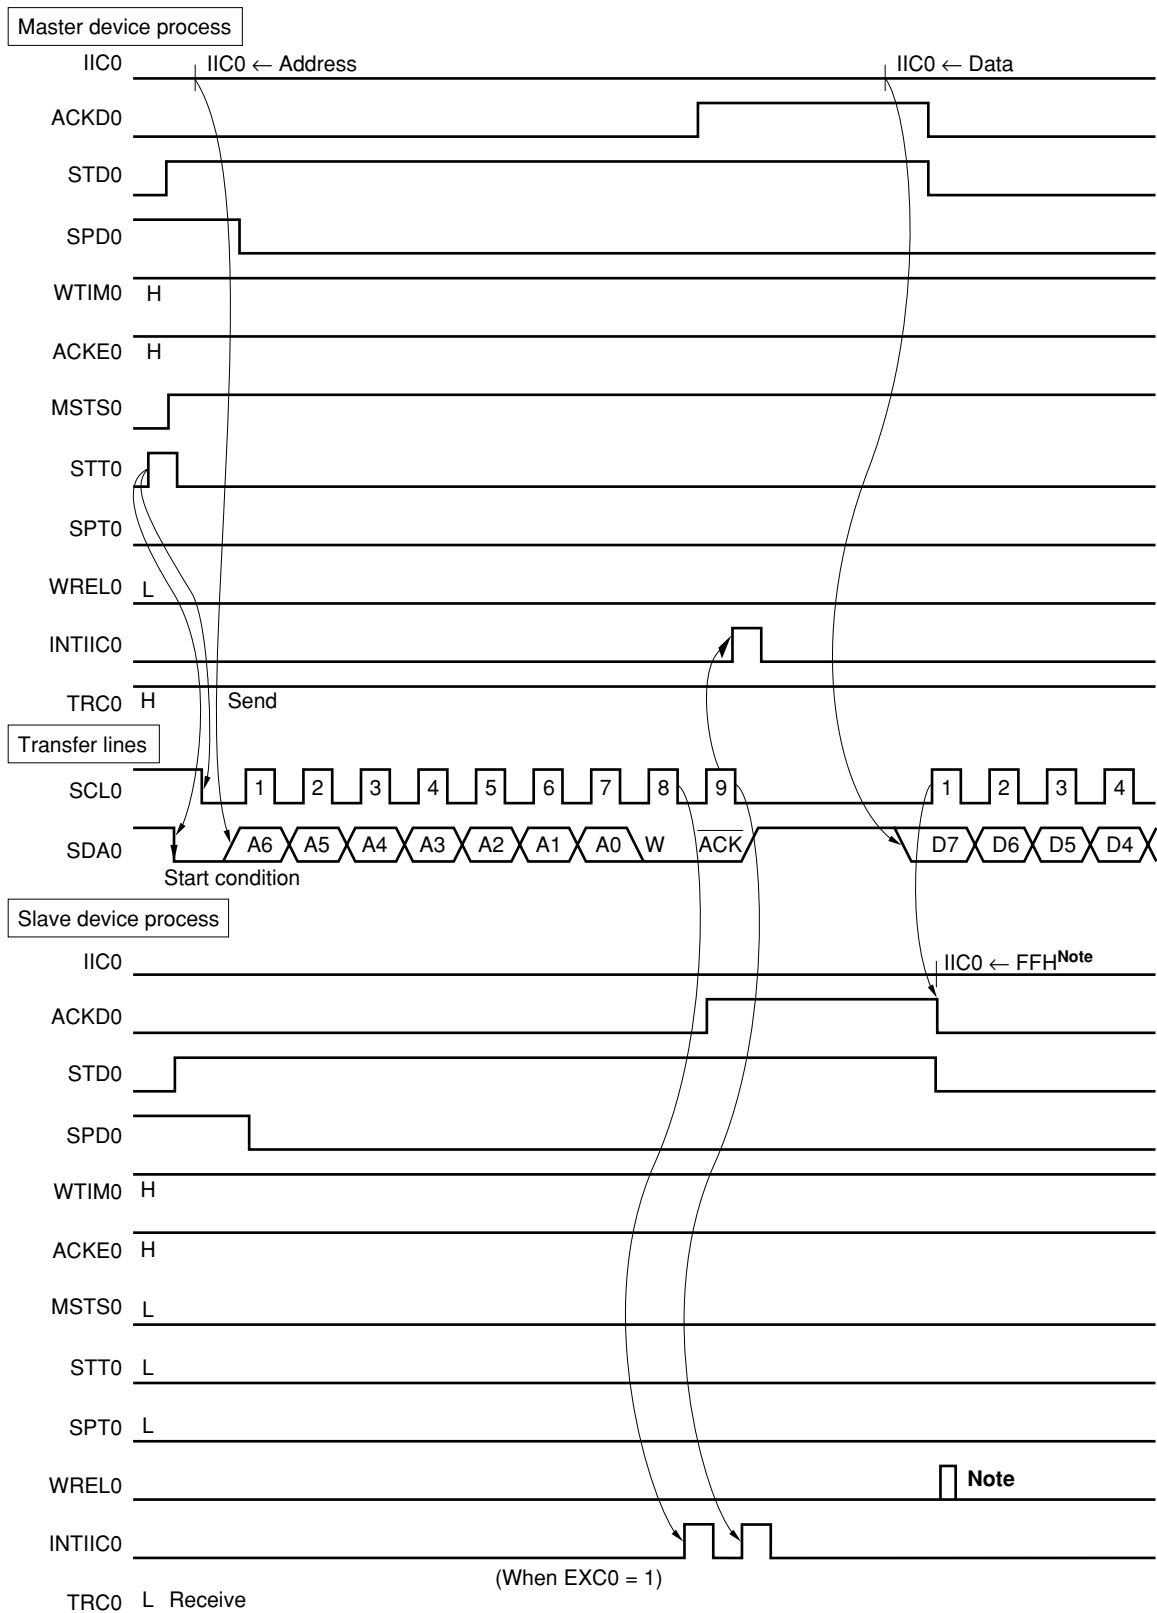 Master device process
IIC0 IIC0 ← Address IIC0 ← Data
ACKD0
STD0
SPD0
WTIM0 H
ACKE0 H
MSTS0
STT0
SPT0
WREL0 L
INTIIC0
TRC0 H Send
Transfer lines
SCL0 1 2 3 4 5 6 7 8 9 1 2 3 4
SDA0 A6 A5 A4 A3 A2 A1 A0 W ACK D7 D6 D5 D4
Start condition
Slave device process
IIC0 IIC0 ← FFHNote
ACKD0
STD0
SPD0
WTIM0 H
ACKE0 H
MSTS0 L
STT0 L
SPT0 L
WREL0 Note
INTIIC0
(When EXC0 = 1)
TRC0 L Receive